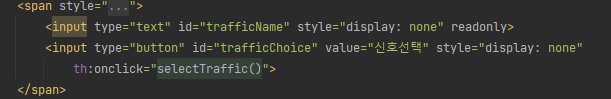 <span style="...">
<input type="text" id="trafficName" style="display: none" readonly>
<input type="button" id="trafficChoice" value="신호선택" style="display: none"
th:onclick="selectTraffic()">
</span>